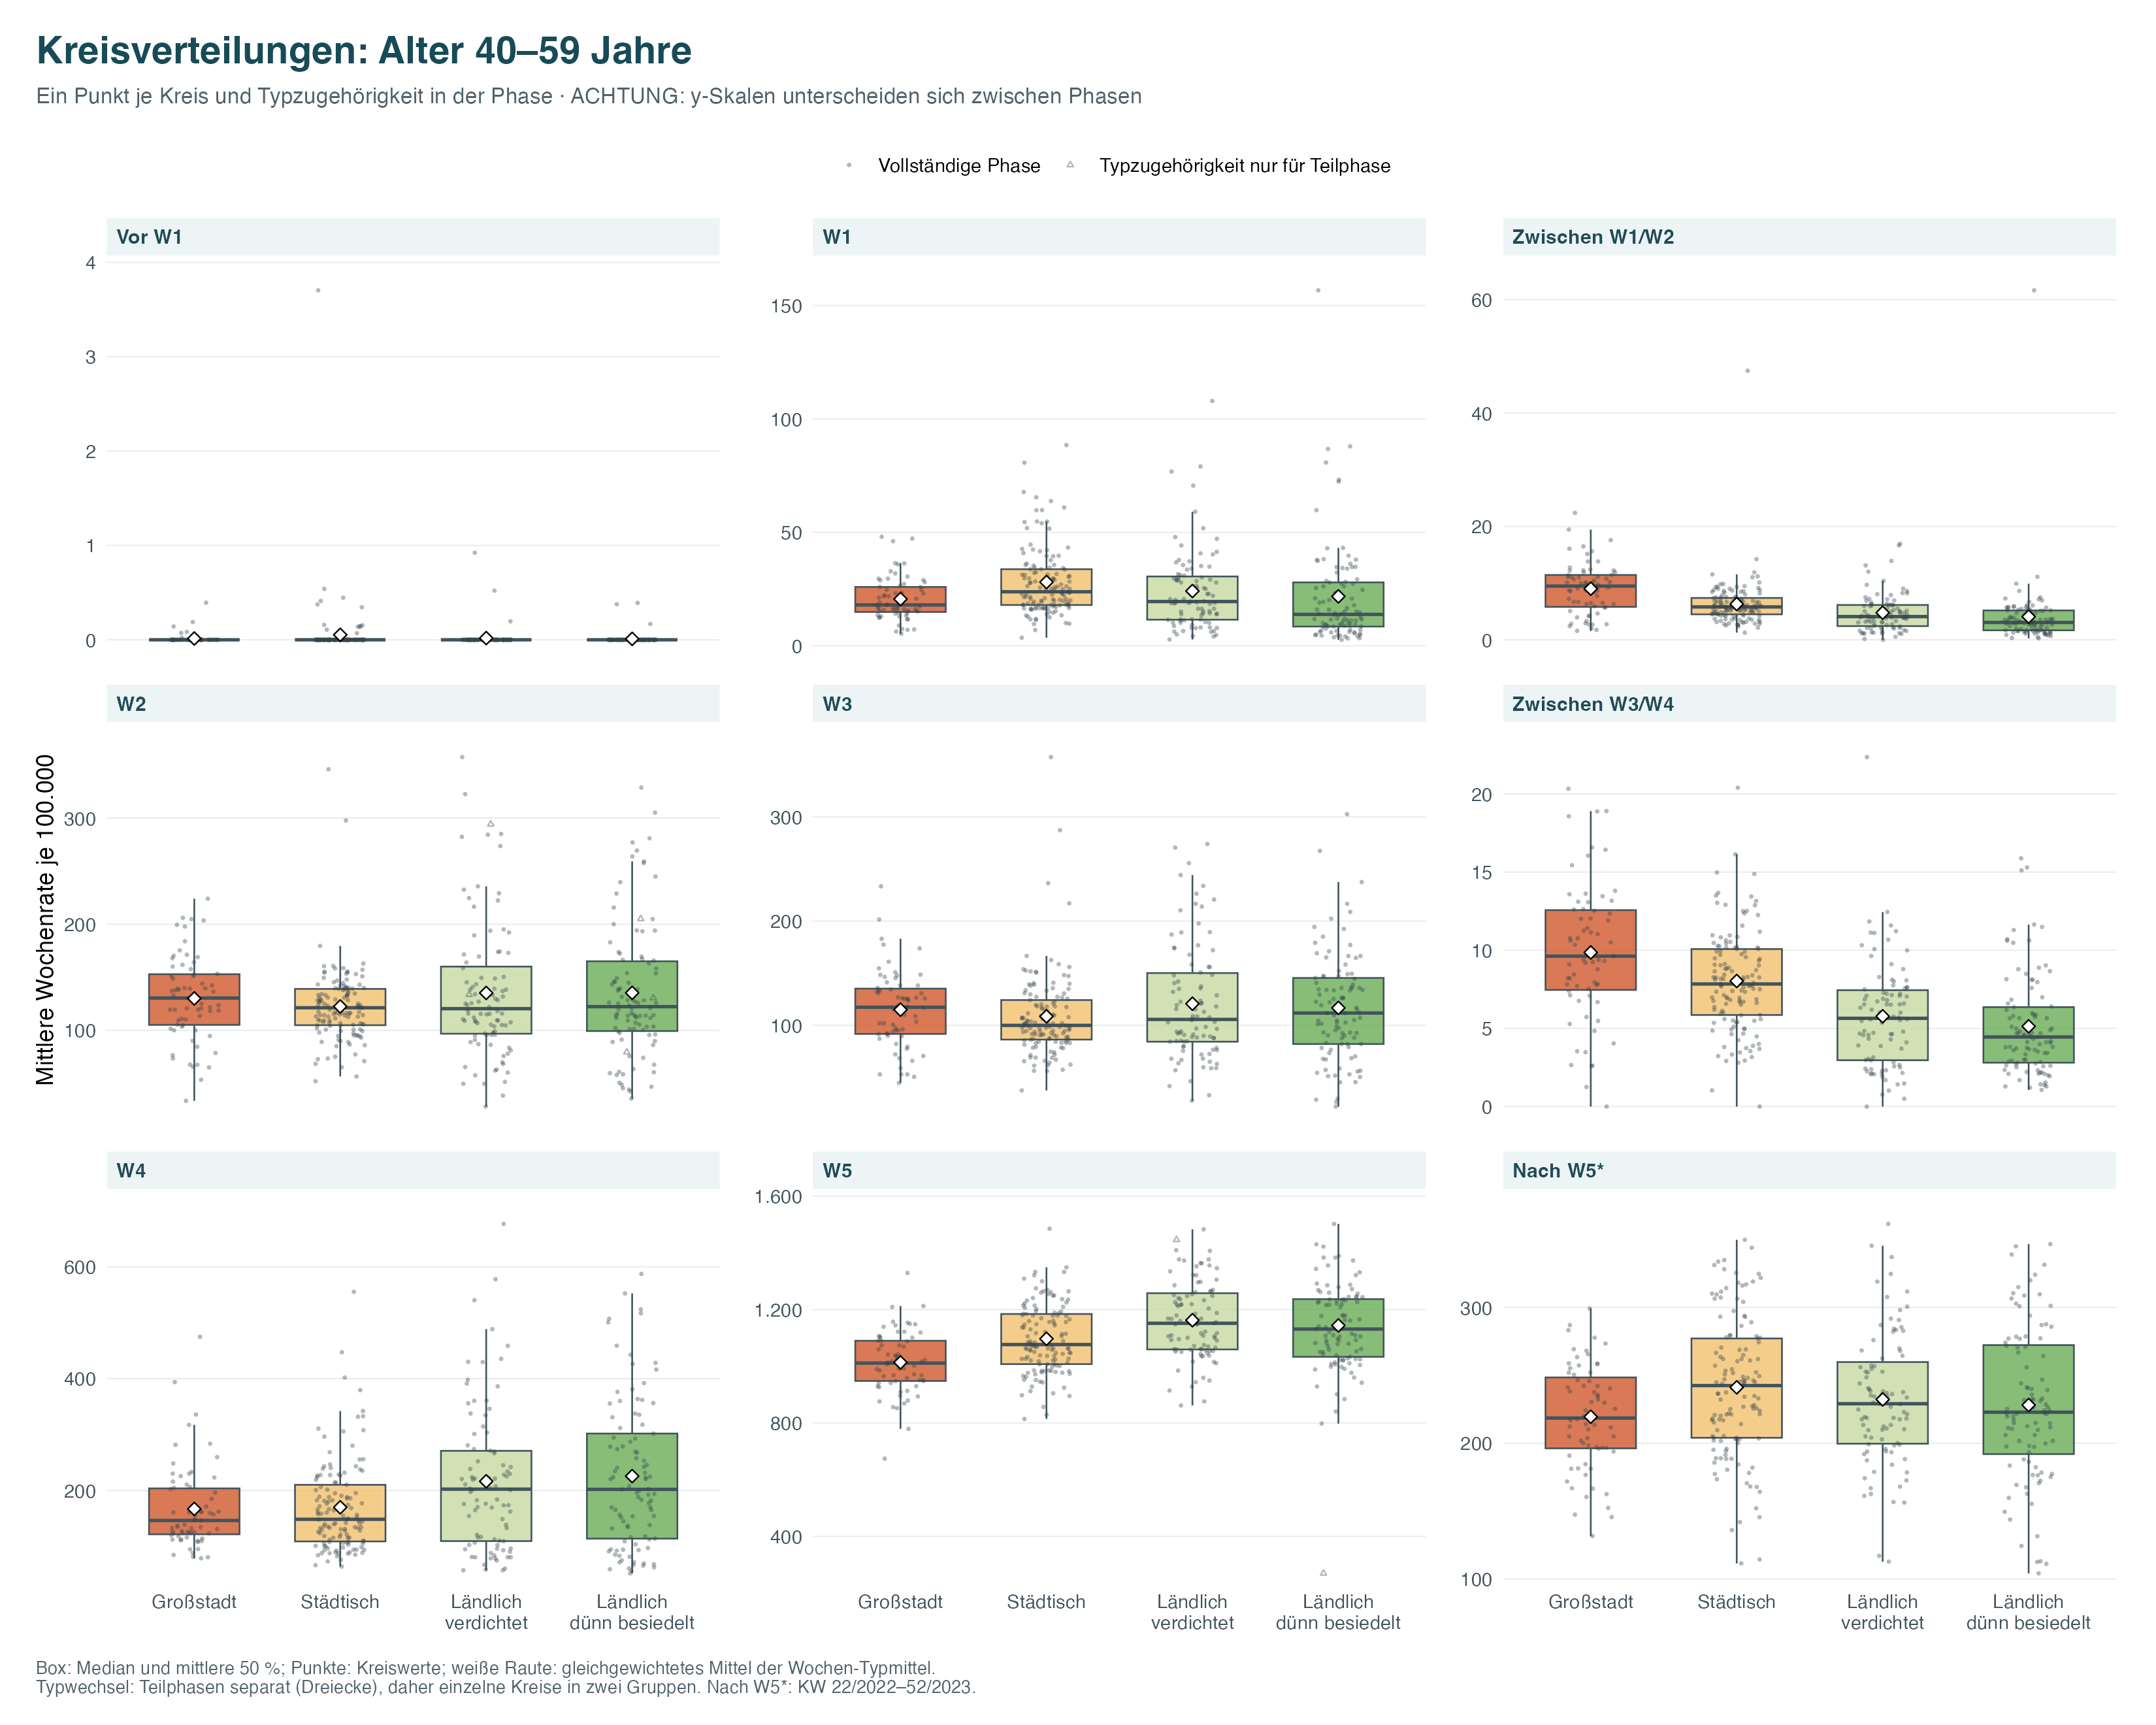 Kreisverteilungen: Alter 40–59 Jahre
Ein Punkt je Kreis und Typzugehörigkeit in der Phase · ACHTUNG: y-Skalen unterscheiden sich zwischen Phasen
Vollständige Phase
Typzugehörigkeit nur für Teilphase
Vor W1
4
3
2
1
0
W1
150
100
50
0
Zwischen W1/W2
60
40
20
0
Mittlere Wochenrate je 100.000
W2
300
200
100
W3
300
200
100
Zwischen W3/W4
20
15
10
5
0
W4
600
400
200
Großstadt
Städtisch
Ländlich
verdichtet
Ländlich
dünn besiedelt
W5
1.600
1.200
800
400
Großstadt
Städtisch
Ländlich
verdichtet
Ländlich
dünn besiedelt
Nach W5*
300
200
100
Großstadt
Städtisch
Ländlich
verdichtet
Ländlich
dünn besiedelt
Box: Median und mittlere 50 %; Punkte: Kreiswerte; weiße Raute: gleichgewichtetes Mittel der Wochen-Typmittel.
Typwechsel: Teilphasen separat (Dreiecke), daher einzelne Kreise in zwei Gruppen. Nach W5*: KW 22/2022–52/2023.